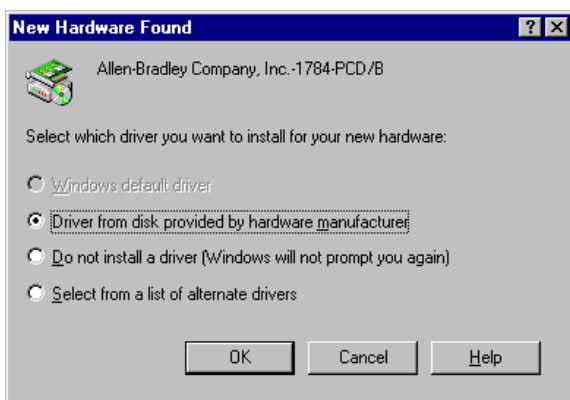 New Hardware Found
Allen-Bradley Company, Inc.-1784-PCD/B
Select which driver you want to install for your new hardware:
Windows default driver
Driver from disk provided by hardware manufacturer
Do not install a driver (Windows will not prompt you again)
Select from a list of alternate drivers
OK Cancel Help